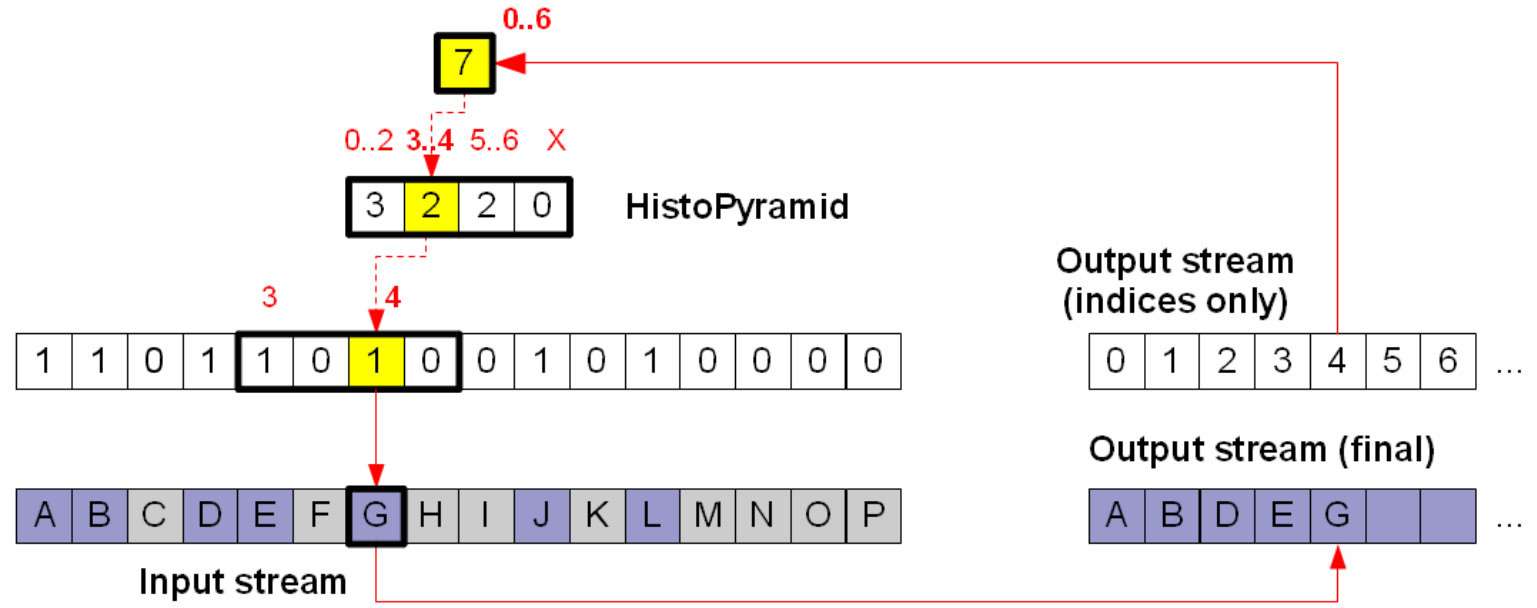 0..6
7
0..2 3..4 5..6 X
3 2 2 0 HistoPyramid
Output stream
(indices only)
3 4
1 1 0 1 1 0 1 0 0 1 0 1 0 0 0 0
0 1 2 3 4 5 6 ...
Output stream (final)
A B C D E F G H I J K L M N O P
A B D E G ...
Input stream